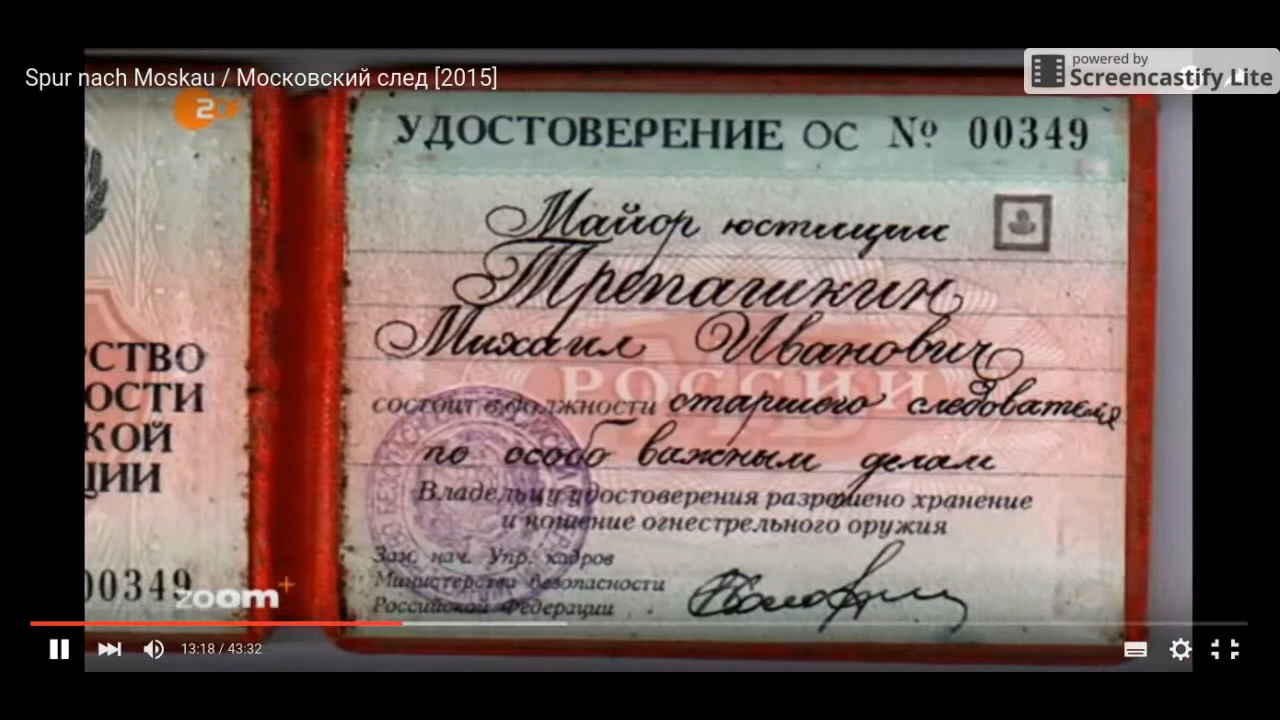 Spur nach Moskau / Московский след [2015]
powered by
Screencastify Lite
2DF
УДОСТОВЕРЕНИЕ ОС № 00349
Майор юстиции
Трепашкин
Михаил Иванович
РОССИИ
состоит в должности старшего следователя
по особо важным делам
Владельцу удостоверения разрешено хранение
и ношение огнестрельного оружия
Зам. нач. Упр. кадров
Министерства безопасности
Российской Федерации
СТВО
ОСТИ
КОЙ
ЦИИ
00349
zoom+
13:18 / 43:32